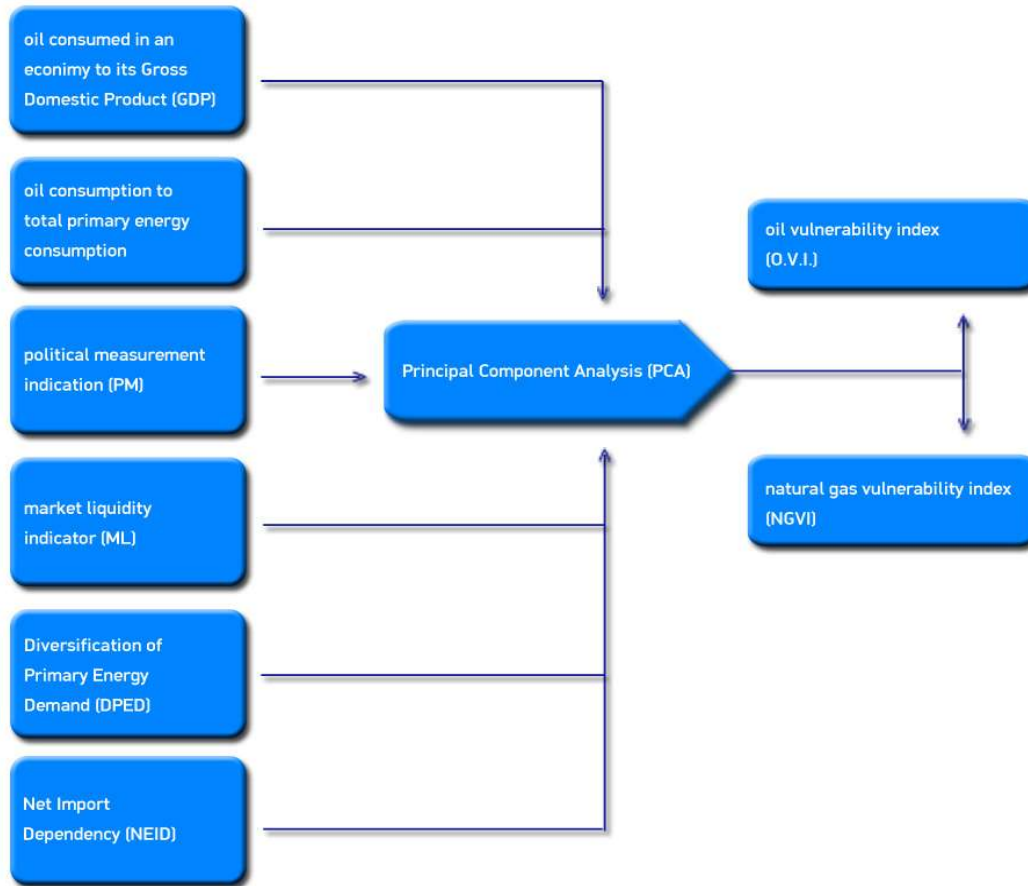 oil consumed in an
econimy to its Gross
Domestic Product (GDP)
oil consumption to
total primary energy
consumption
political measurement
indication (PM)
market liquidity
indicator (ML)
Diversification of
Primary Energy
Demand (DPED)
Net Import
Dependency (NEID)
Principal Component Analysis (PCA)
oil vulnerability index
(O.V.I.)
natural gas vulnerability index
(NGVI)